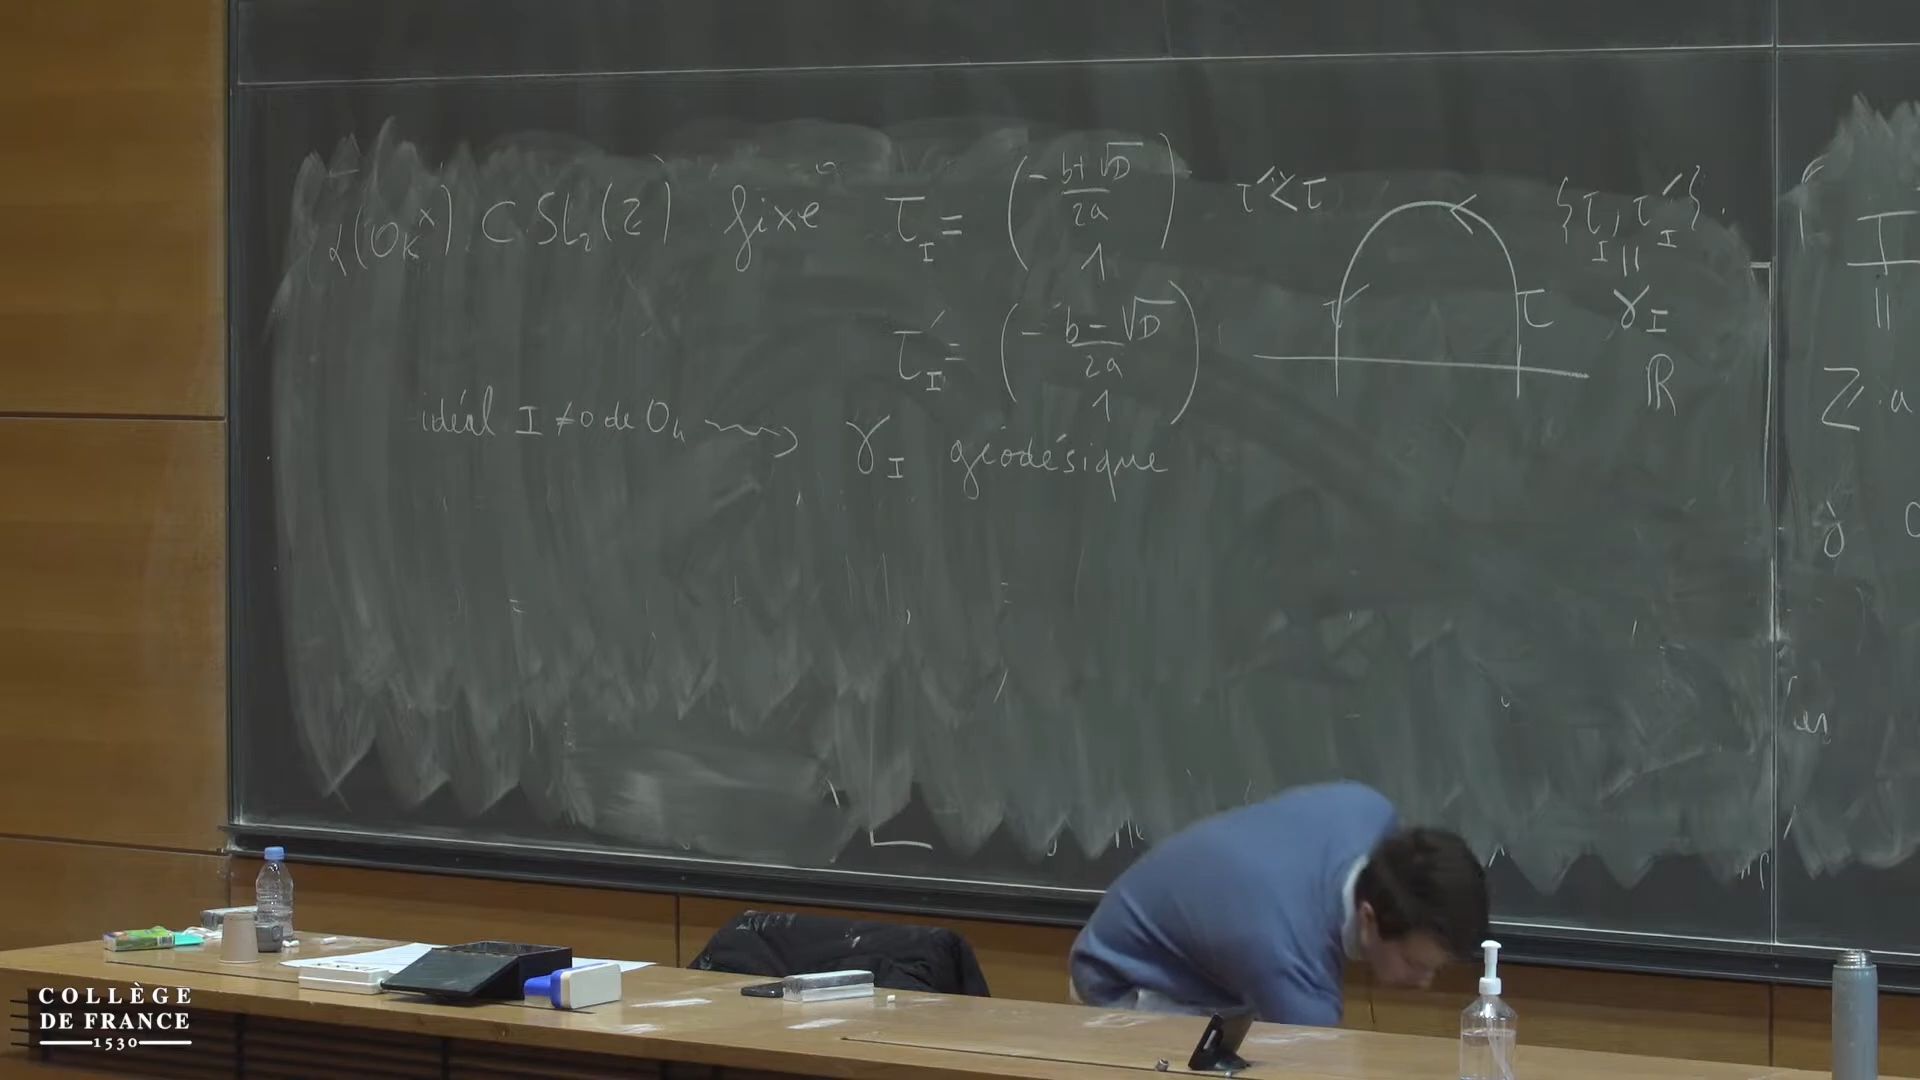 α(O_K^×) ⊂ SL₂(Z) fixe τ_I = (-b+√D / 2a, 1)
τ' < τ
{τ_I, τ'_I}.
τ'_I = (-b-√D / 2a, 1)
τ'
τ
||
γ_I
ℝ
idéal I ≠ 0 de O_K ⇝ γ_I géodésique
I
||
Z·a
COLLÈGE
DE FRANCE
1530